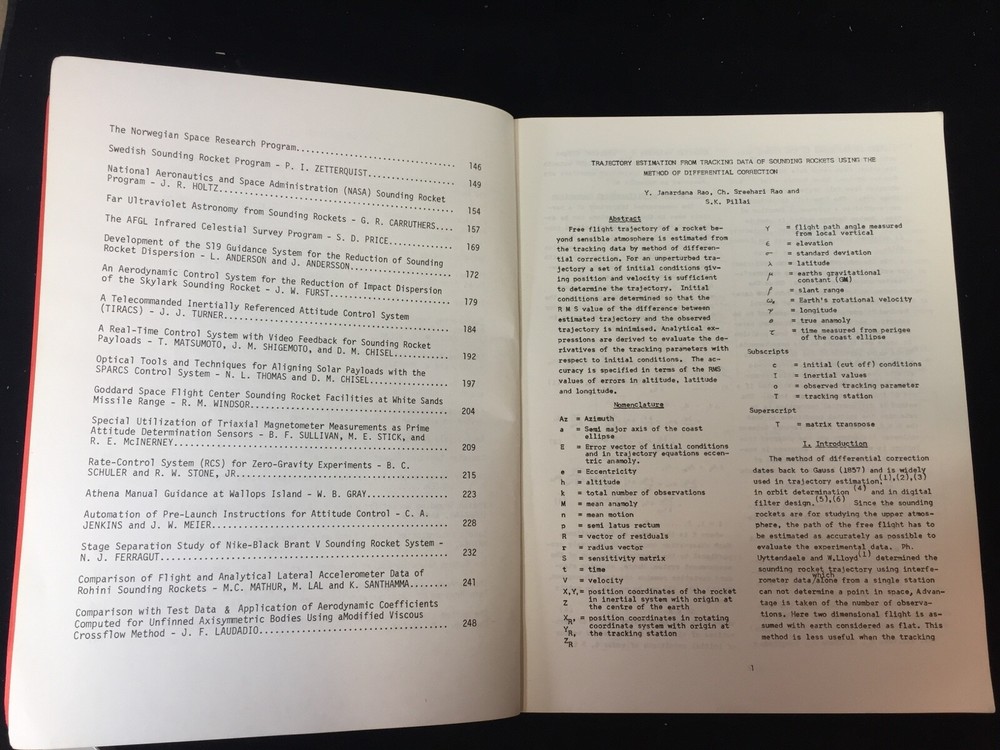 The Norwegian Space Research Program........................................ 146
Swedish Sounding Rocket Program - P. I. ZETTERQUIST................... 149
National Aeronautics and Space Administration (NASA) Sounding Rocket
Program - J. R. HOLTZ............................................... 154
Far Ultraviolet Astronomy from Sounding Rockets - G. R. CARRUTHERS.... 157
The AFGL Infrared Celestial Survey Program - S. D. PRICE.............. 169
Development of the S19 Guidance System for the Reduction of Sounding
Rocket Dispersion - L. ANDERSON and J. ANDERSSON.................... 172
An Aerodynamic Control System for the Reduction of Impact Dispersion
of the Skylark Sounding Rocket - J. W. FURST........................ 179
A Telecommanded Inertially Referenced Attitude Control System
(TIRACS) - J. J. TURNER............................................. 184
A Real-Time Control System with Video Feedback for Sounding Rocket
Payloads - T. MATSUMOTO, J. M. SHIGEMOTO, and D. M. CHISEL.......... 192
Optical Tools and Techniques for Aligning Solar Payloads with the
SPARCS Control System - N. L. THOMAS and D. M. CHISEL............... 197
Goddard Space Flight Center Sounding Rocket Facilities at White Sands
Missile Range - R. M. WINDSOR....................................... 204
Special Utilization of Triaxial Magnetometer Measurements as Prime
Attitude Determination Sensors - B. F. SULLIVAN, M. E. STICK, and
R. E. McINERNEY..................................................... 209
Rate-Control System (RCS) for Zero-Gravity Experiments - B. C.
SCHULER and R. W. STONE, JR......................................... 215
Athena Manual Guidance at Wallops Island - W. B. GRAY................. 223
Automation of Pre-Launch Instructions for Attitude Control - C. A.
JENKINS and J. W. MEIER............................................. 228
Stage Separation Study of Nike-Black Brant V Sounding Rocket System -
N. J. FERRAGUT...................................................... 232
Comparison of Flight and Analytical Lateral Accelerometer Data of
Rohini Sounding Rockets - M.C. MATHUR, M. LAL and K. SANTHAMMA........ 241
Comparison with Test Data & Application of Aerodynamic Coefficients
Computed for Unfinned Axisymmetric Bodies Using aModified Viscous
Crossflow Method - J. F. LAUDADIO................................... 248
TRAJECTORY ESTIMATION FROM TRACKING DATA OF SOUNDING ROCKETS USING THE
METHOD OF DIFFERENTIAL CORRECTION
Y. Janardana Rao, Ch. Sreehari Rao and
S.K. Pillai
Abstract
Free flight trajectory of a rocket be-
yond sensible atmosphere is estimated from
the tracking data by method of differen-
tial correction. For an unperturbed tra-
jectory a set of initial conditions giv-
ing position and velocity is sufficient
to determine the trajectory. Initial
conditions are determined so that the
R M S value of the difference between
estimated trajectory and the observed
trajectory is minimised. Analytical ex-
pressions are derived to evaluate the de-
rivatives of the tracking parameters with
respect to initial conditions. The ac-
curacy is specified in terms of the RMS
values of errors in altitude, latitude
and longitude.
Nomenclature
Az = Azimuth
a = Semi major axis of the coast
ellipse
E = Error vector of initial conditions
and in trajectory equations eccen-
tric anamoly.
e = Eccentricity
h = altitude
k = total number of observations
M = mean anamoly
n = mean motion
p = semi latus rectum
R = vector of residuals
r = radius vector
S = sensitivity matrix
t = time
V = velocity
X,Y, = position coordinates of the rocket
Z in inertial system with origin at
the centre of the earth
XR, = position coordinates in rotating
YR, coordinate system with origin at
ZR the tracking station
γ = flight path angle measured
from local vertical
ε = elevation
σ = standard deviation
λ = latitude
μ = earths gravitational
constant (GM)
ρ = slant range
ωe = Earth's rotational velocity
γ = longitude
θ = true anamoly
τ = time measured from perigee
of the coast ellipse
Subscripts
c = initial (cut off) conditions
I = inertial values
o = observed tracking parameter
T = tracking station
Superscript
T = matrix transpose
I. Introduction
The method of differential correction
dates back to Gauss (1857) and is widely
used in trajectory estimation,(1),(2),(3)
in orbit determination (4) and in digital
filter design.(5),(6) Since the sounding
rockets are for studying the upper atmos-
phere, the path of the free flight has to
be estimated as accurately as possible to
evaluate the experimental data. Ph.
Uyttendaele and W.Lloyd(1) determined the
sounding rocket trajectory using interfe-
rometer data/which alone from a single station
can not determine a point in space, Advan-
tage is taken of the number of observa-
tions. Here two dimensional flight is as-
sumed with earth considered as flat. This
method is less useful when the tracking
1